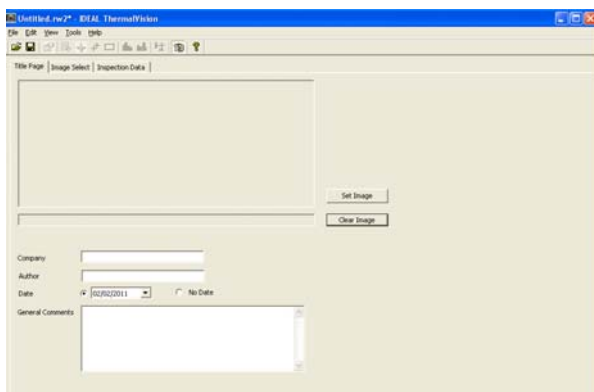 Untitled.rw2* - IDEAL ThermalVision
File Edit View Tools Help
Title Page Image Select Inspection Data
Set Image
Clear Image
Company
Author
Date 02/02/2011 No Date
General Comments